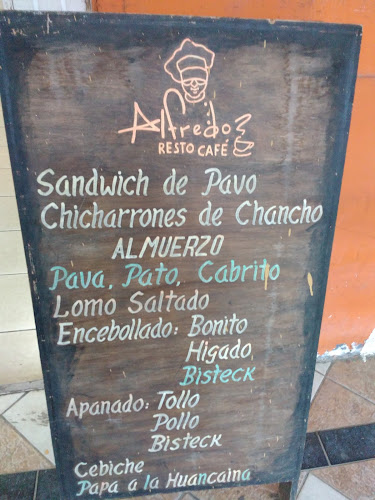 Alfredo
RESTO CAFÉ
Sandwich de Pavo
Chicharrones de Chancho
ALMUERZO
Pava, Pato, Cabrito
Lomo Saltado
Encebollado: Bonito
Higado
Bisteck
Apanado: Tollo
Pollo
Bisteck
Cebiche
Papa a la Huancaina